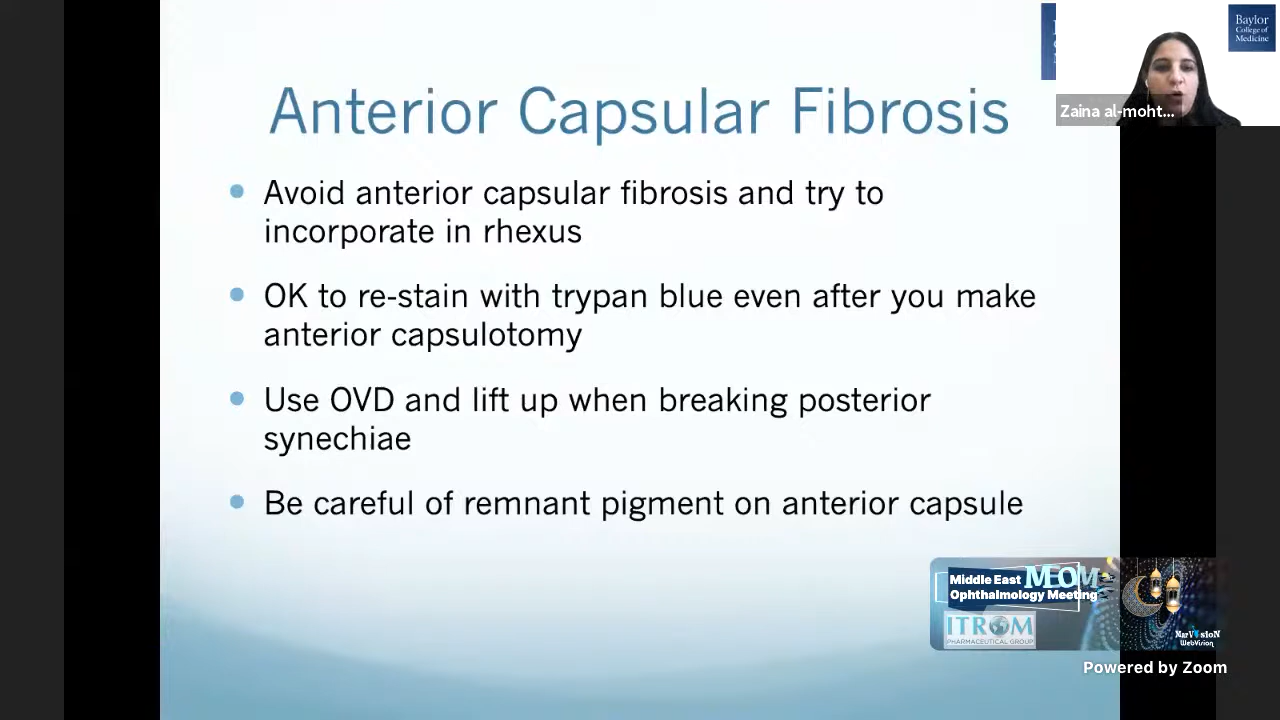 Baylor
College of
Medicine
Zaina al-moht...
Anterior Capsular Fibrosis
Avoid anterior capsular fibrosis and try to
incorporate in rhexus
OK to re-stain with trypan blue even after you make
anterior capsulotomy
Use OVD and lift up when breaking posterior
synechiae
Be careful of remnant pigment on anterior capsule
Middle East MEOM
Ophthalmology Meeting
ITROM
PHARMACEUTICAL GROUP
MarVision
WebVision
Powered by Zoom